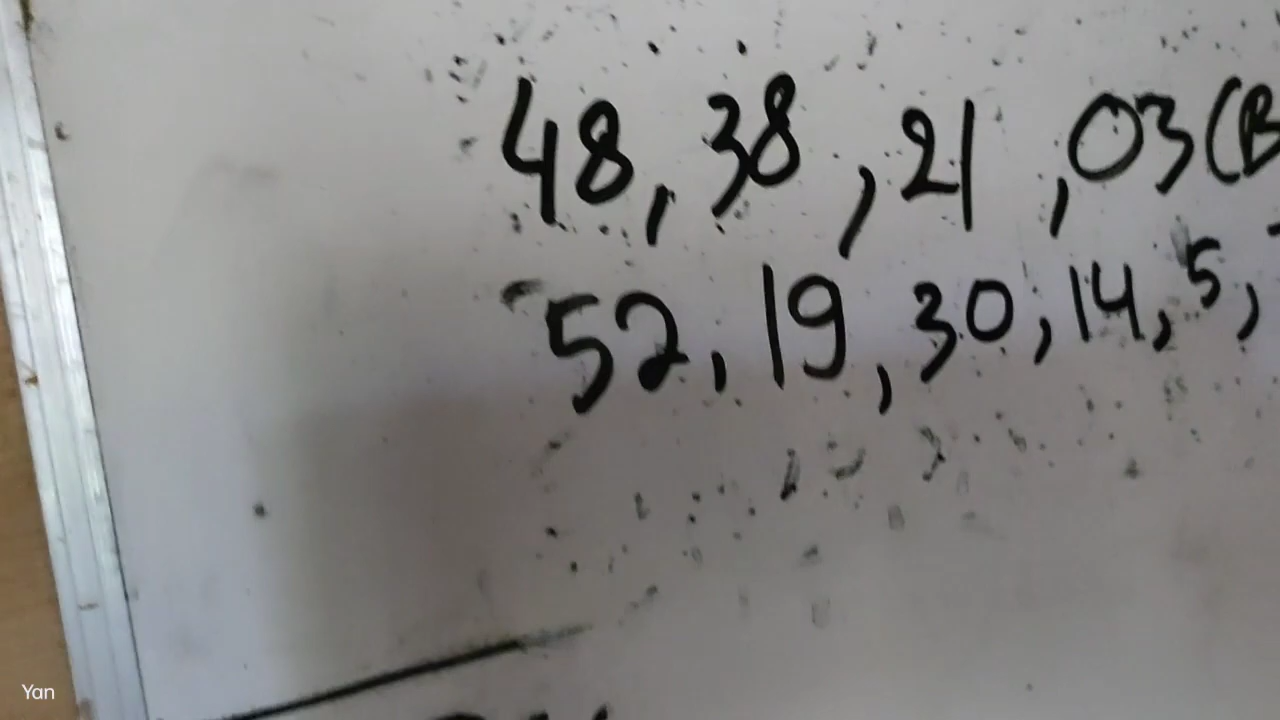 48, 38, 21, 03 (B
52, 19, 30, 14, 5,
Yan